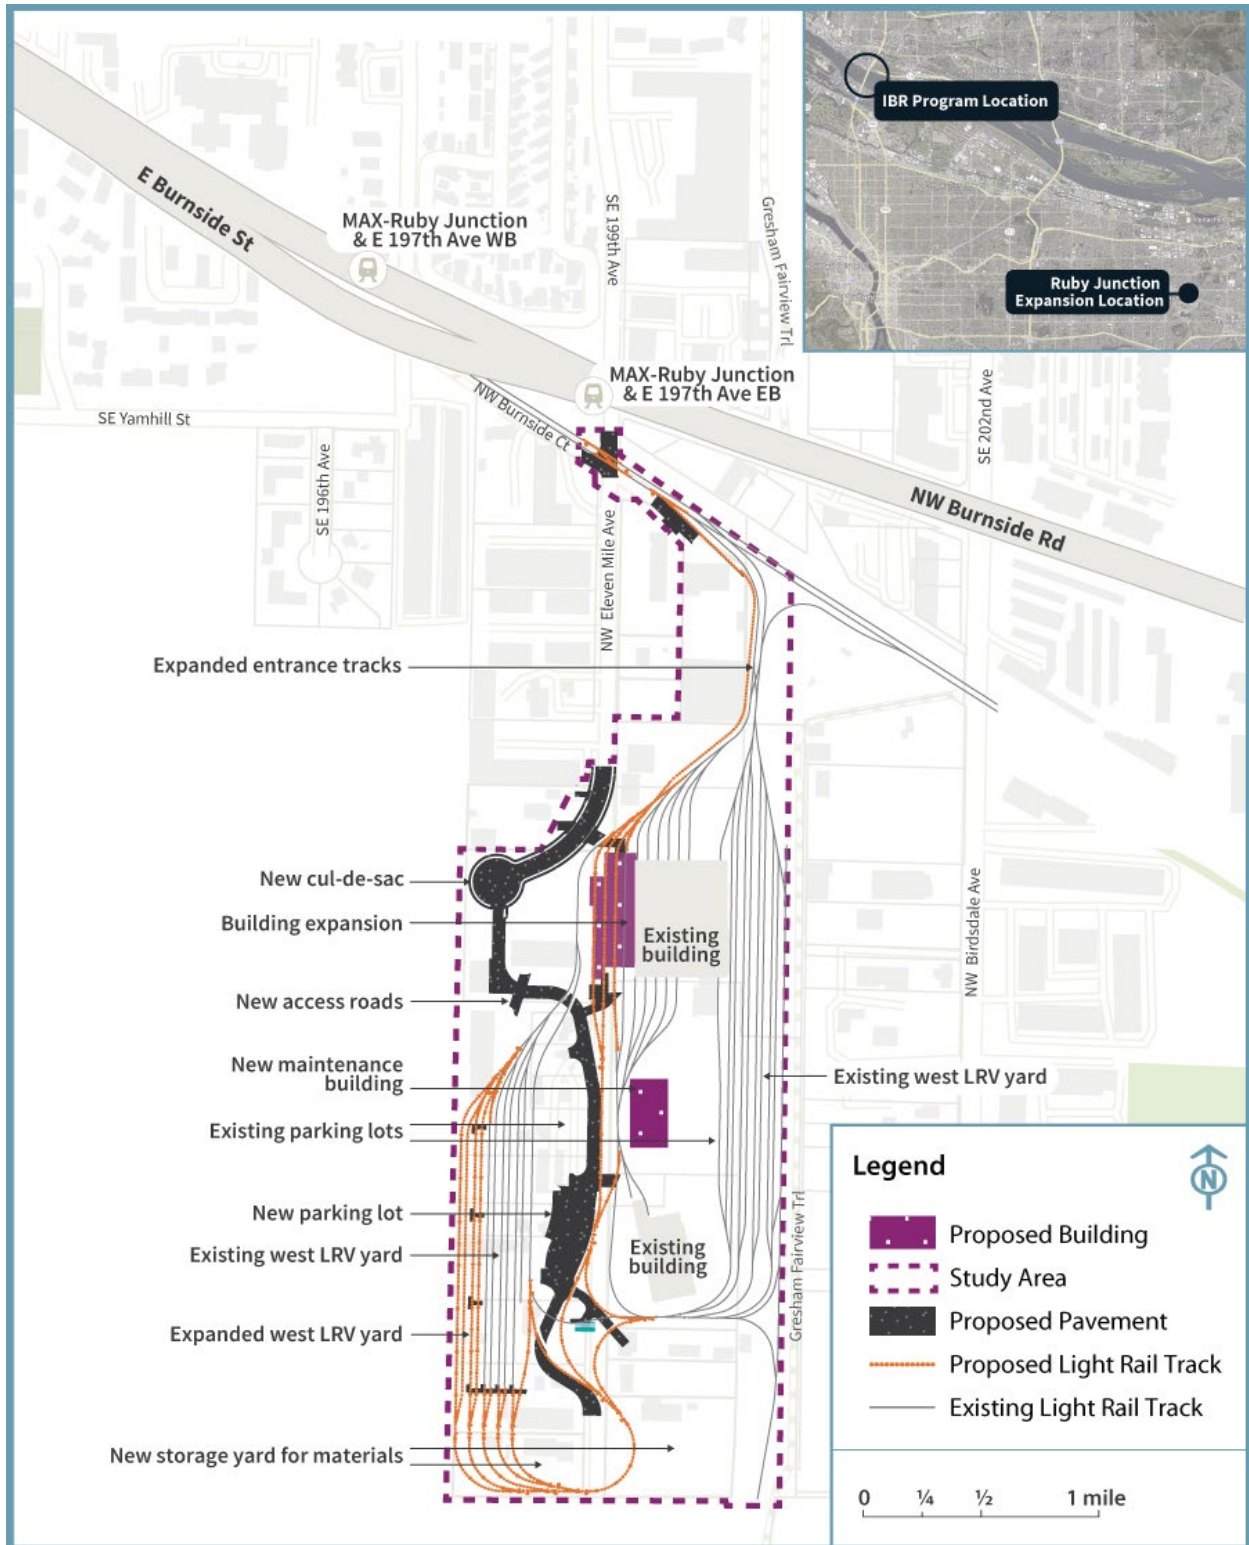 IBR Program Location
Ruby Junction
Expansion Location
E Burnside St
MAX-Ruby Junction
& E 197th Ave WB
SE 199th Ave
Gresham Fairview Trl
MAX-Ruby Junction
& E 197th Ave EB
SE Yamhill St
NW Burnside Ct
SE 202nd Ave
SE 196th Ave
NW Burnside Rd
NW Eleven Mile Ave
Expanded entrance tracks
New cul-de-sac
Building expansion
Existing
building
NW Birdsdale Ave
New access roads
New maintenance
building
Existing west LRV yard
Existing parking lots
New parking lot
Existing west LRV yard
Existing
building
Gresham Fairview Trl
Expanded west LRV yard
New storage yard for materials
Legend
N
Proposed Building
Study Area
Proposed Pavement
Proposed Light Rail Track
Existing Light Rail Track
0 ¼ ½ 1 mile